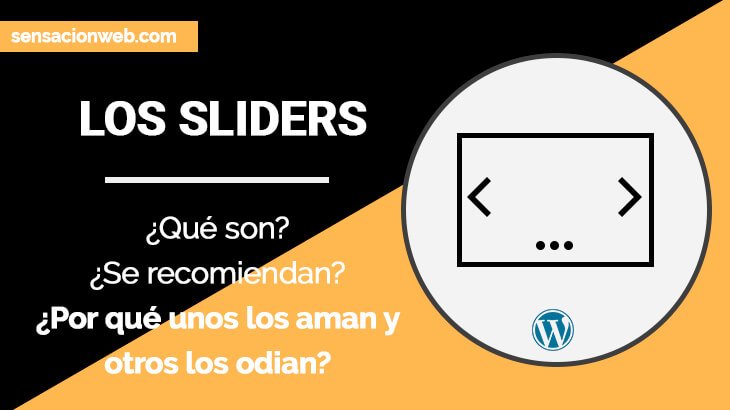 sensacionweb.com
LOS SLIDERS
¿Qué son?
¿Se recomiendan?
¿Por qué unos los aman y
otros los odian?